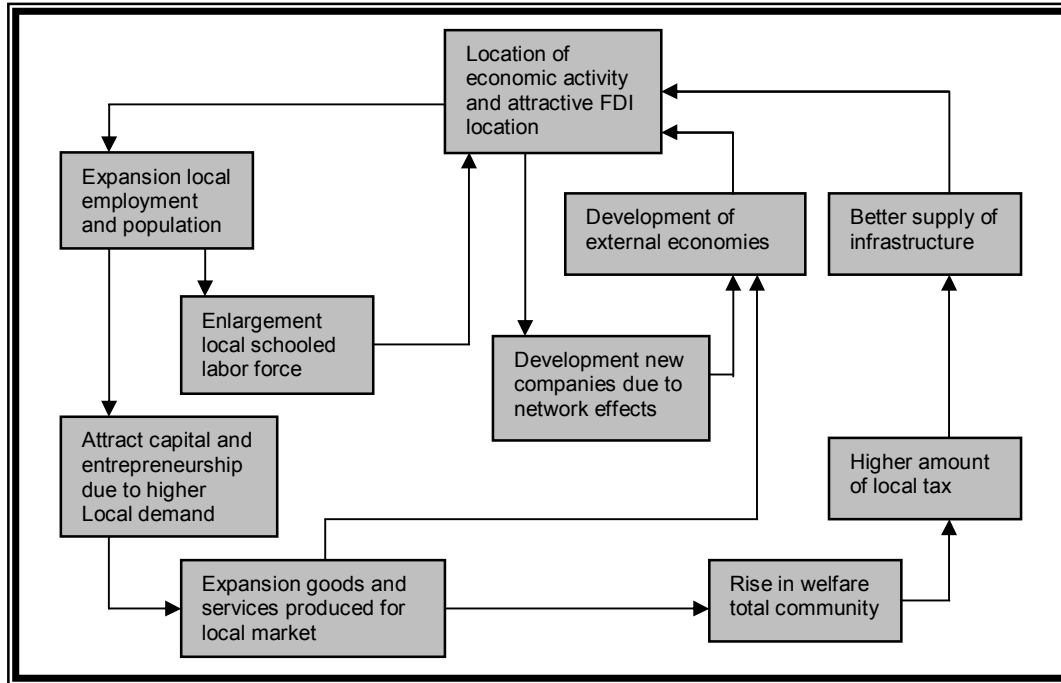 Location of
economic activity
and attractive FDI
location
Expansion local
employment
and population
Development of
external economies
Better supply of
infrastructure
Enlargement
local schooled
labor force
Development new
companies due to
network effects
Attract capital and
entrepreneurship
due to higher
Local demand
Higher amount
of local tax
Expansion goods and
services produced for
local market
Rise in welfare
total community